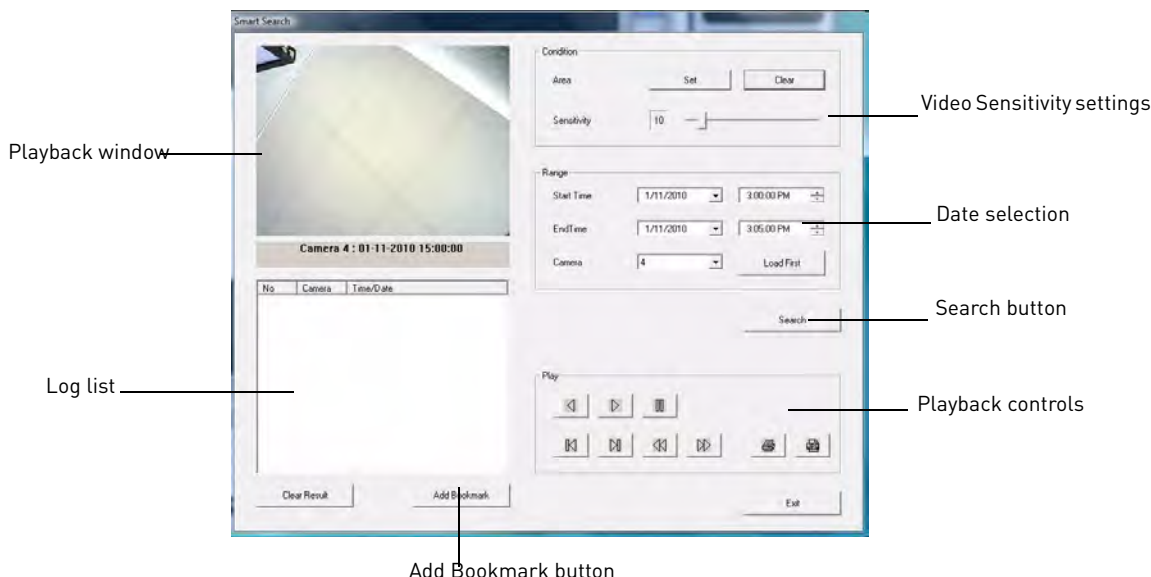 Smart Search
Condition
Area Set Clear
Sensitivity 10
Video Sensitivity settings
Playback window
Range
Start Time 1/11/2010 3:00:00 PM
EndTime 1/11/2010 3:05:00 PM
Date selection
Camera 4 : 01-11-2010 15:00:00
Camera 4 Load First
No Camera Time/Date
Search
Search button
Log list
Play
Playback controls
Clear Result Add Bookmark
Exit
Add Bookmark button